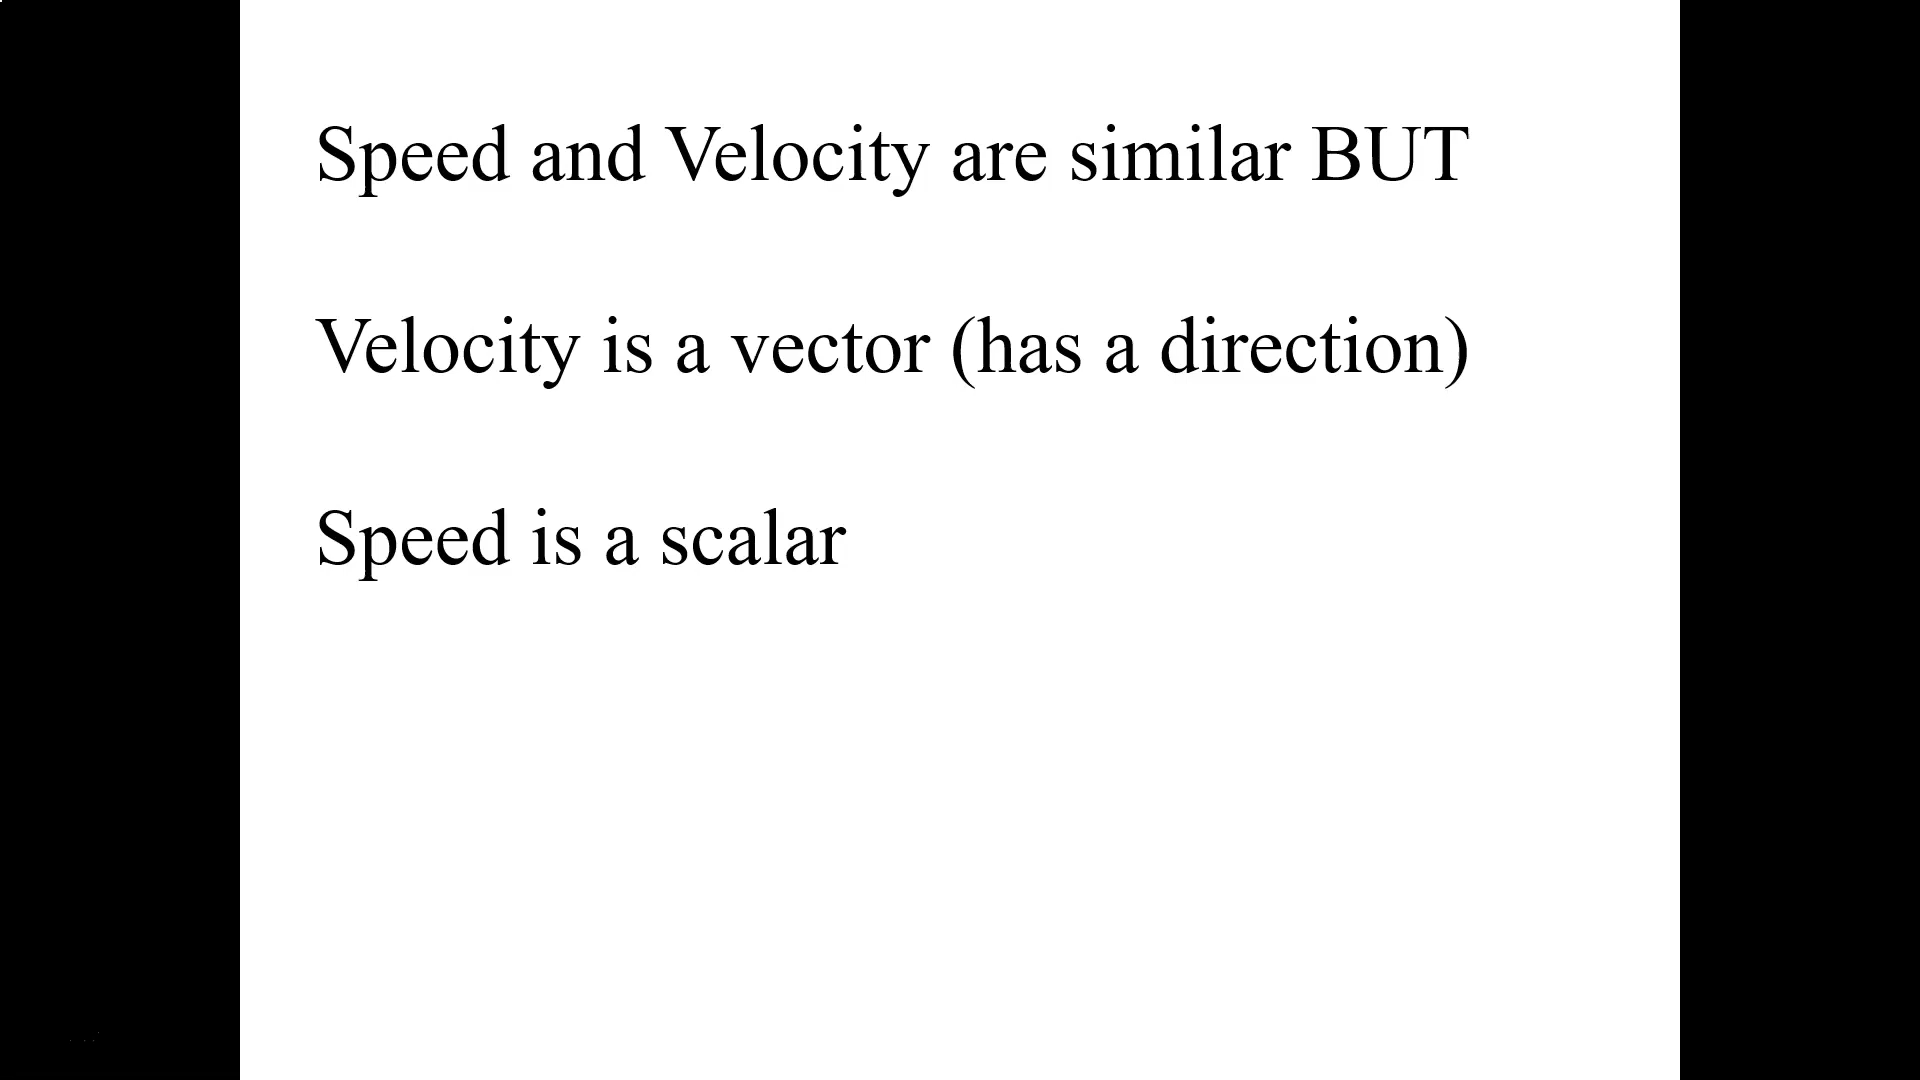 Speed and Velocity are similar BUT
Velocity is a vector (has a direction)
Speed is a scalar